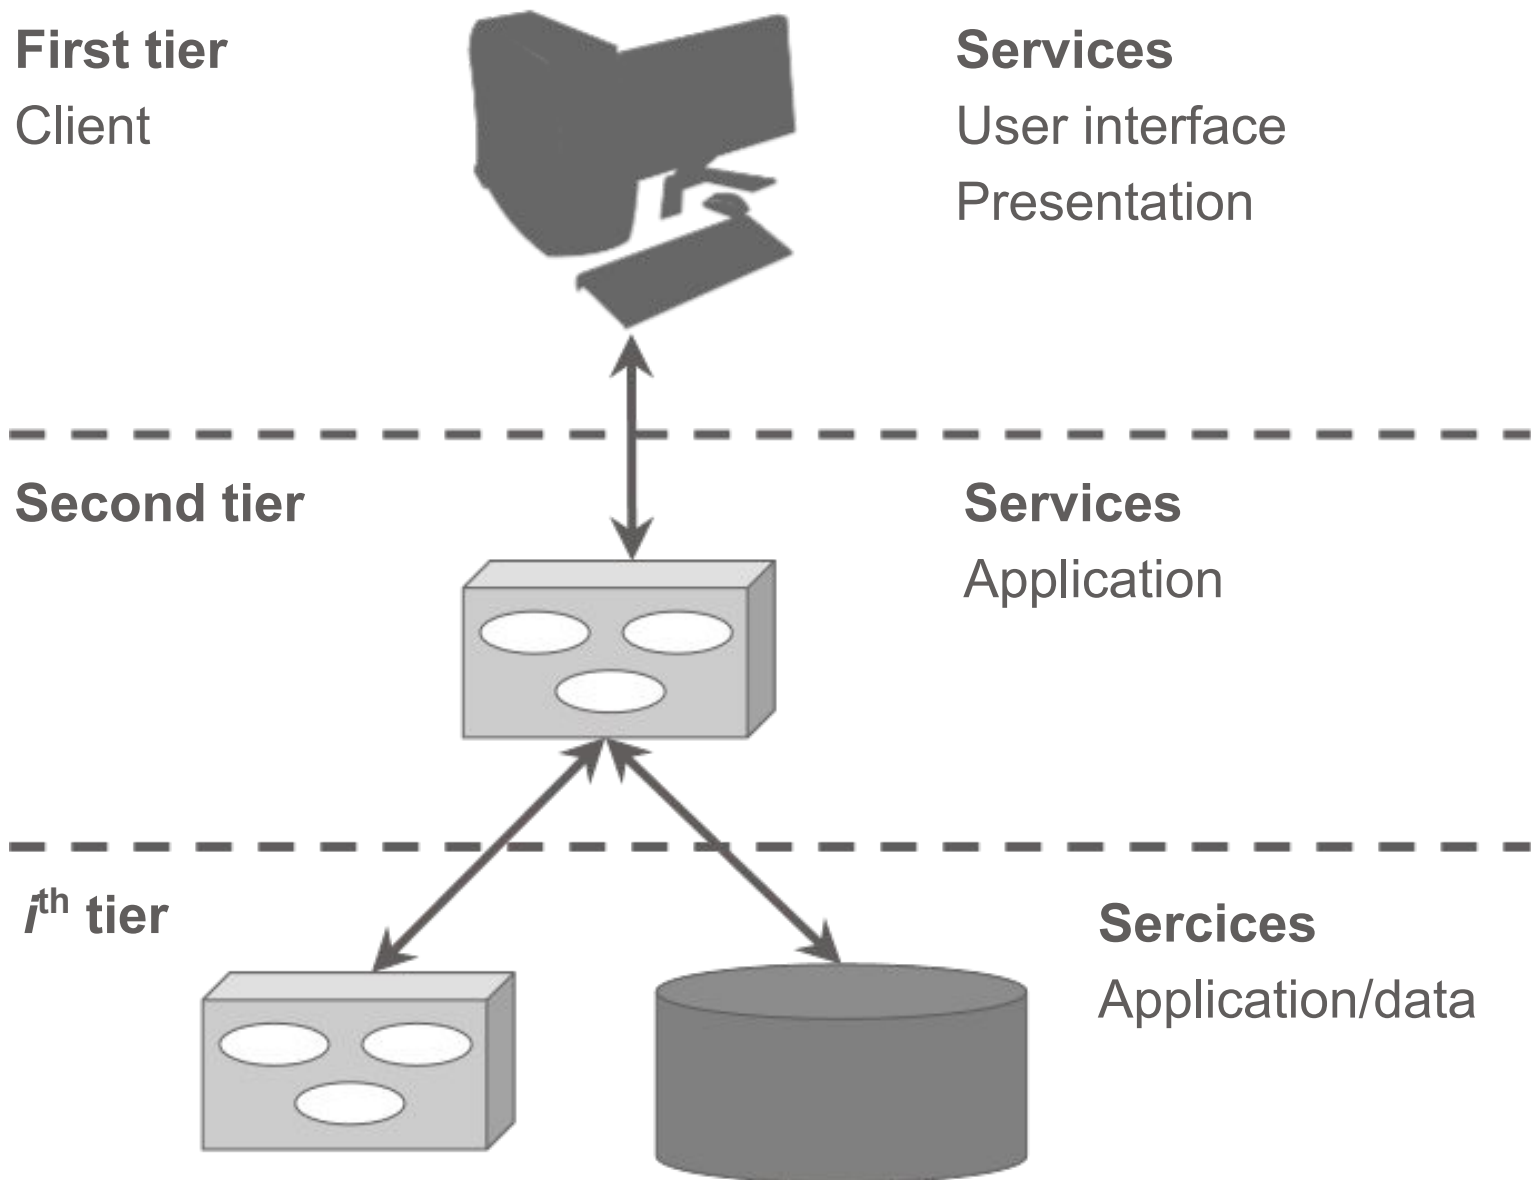 First tier
Client
Services
User interface
Presentation
Second tier
Services
Application
ith tier
Sercices
Application/data